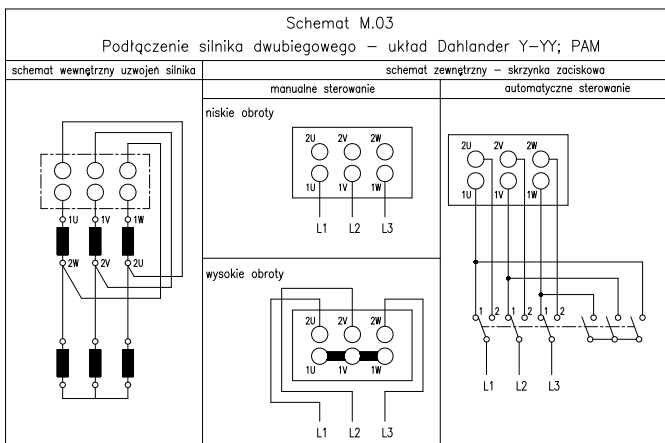 Schemat M.03
Podłączenie silnika dwubiegowego – układ Dahlander Y–YY; PAM
schemat wewnętrzny uzwojeń silnika
schemat zewnętrzny – skrzynka zaciskowa
manualne sterowanie
automatyczne sterowanie
1U 1V 1W
2W 2V 2U
niskie obroty
2U 2V 2W
1U 1V 1W
L1 L2 L3
wysokie obroty
2U 2V 2W
1U 1V 1W
L1 L2 L3
2U 2V 2W
1U 1V 1W
1 2 1 2 1 2
L1 L2 L3